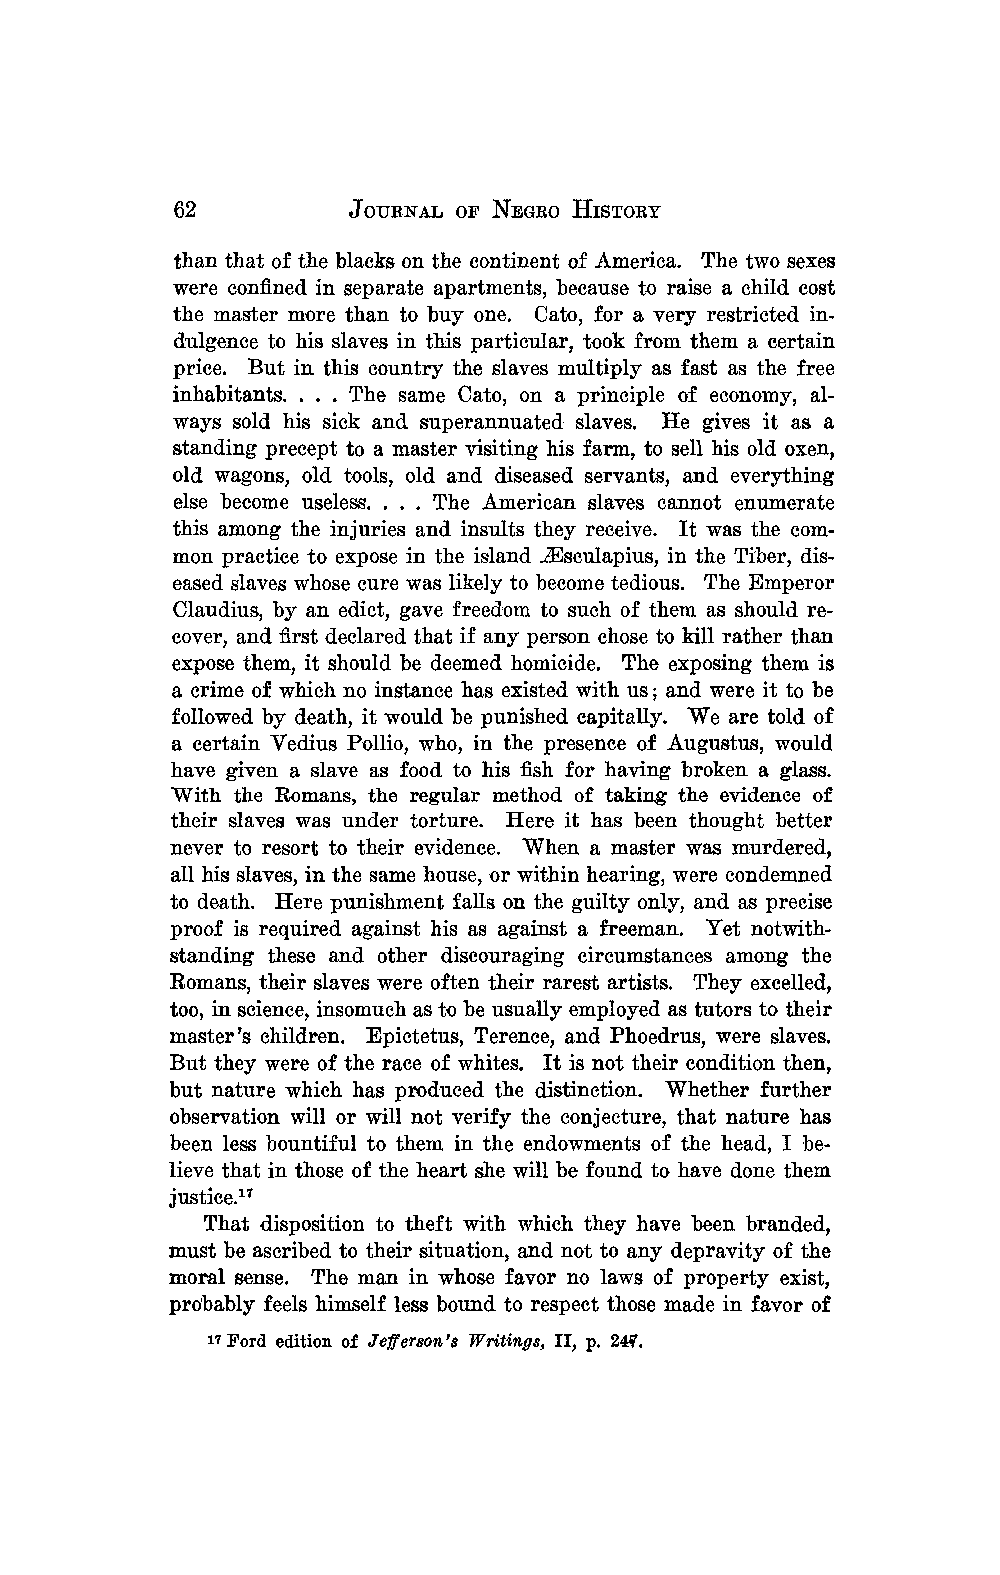 62 JOURNAL OF NEGRO HISTORY
than that of the blacks on the continent of America. The two sexes
were confined in separate apartments, because to raise a child cost
the master more than to buy one. Cato, for a very restricted in-
dulgence to his slaves in this particular, took from them a certain
price. But in this country the slaves multiply as fast as the free
inhabitants. . . . The same Cato, on a principle of economy, al-
ways sold his sick and superannuated slaves. He gives it as a
standing precept to a master visiting his farm, to sell his old oxen,
old wagons, old tools, old and diseased servants, and everything
else become useless. . . . The American slaves cannot enumerate
this among the injuries and insults they receive. It was the com-
mon practice to expose in the island Æsculapius, in the Tiber, dis-
eased slaves whose cure was likely to become tedious. The Emperor
Claudius, by an edict, gave freedom to such of them as should re-
cover, and first declared that if any person chose to kill rather than
expose them, it should be deemed homicide. The exposing them is
a crime of which no instance has existed with us; and were it to be
followed by death, it would be punished capitally. We are told of
a certain Vedius Pollio, who, in the presence of Augustus, would
have given a slave as food to his fish for having broken a glass.
With the Romans, the regular method of taking the evidence of
their slaves was under torture. Here it has been thought better
never to resort to their evidence. When a master was murdered,
all his slaves, in the same house, or within hearing, were condemned
to death. Here punishment falls on the guilty only, and as precise
proof is required against his as against a freeman. Yet notwith-
standing these and other discouraging circumstances among the
Romans, their slaves were often their rarest artists. They excelled,
too, in science, insomuch as to be usually employed as tutors to their
master's children. Epictetus, Terence, and Phoedrus, were slaves.
But they were of the race of whites. It is not their condition then,
but nature which has produced the distinction. Whether further
observation will or will not verify the conjecture, that nature has
been less bountiful to them in the endowments of the head, I be-
lieve that in those of the heart she will be found to have done them
justice.¹⁷
That disposition to theft with which they have been branded,
must be ascribed to their situation, and not to any depravity of the
moral sense. The man in whose favor no laws of property exist,
probably feels himself less bound to respect those made in favor of
¹⁷ Ford edition of Jefferson's Writings, II, p. 247.